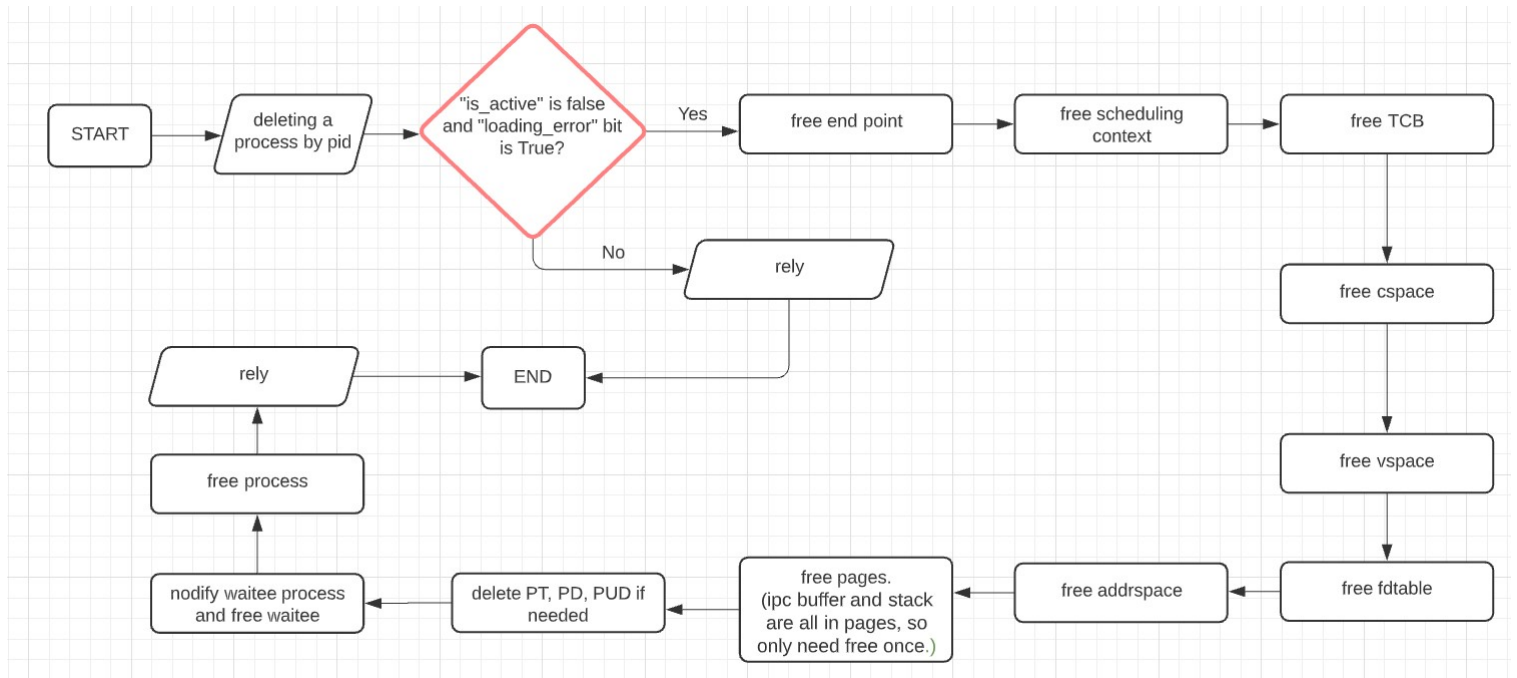 START
deleting a
process by pid
"is_active" is false
and "loading_error" bit
is True?
Yes
free end point
free scheduling
context
free TCB
No
rely
free cspace
rely
END
free vspace
free process
free fdtable
free addrspace
free pages.
(ipc buffer and stack
are all in pages, so
only need free once.)
delete PT, PD, PUD if
needed
nodify waitee process
and free waitee